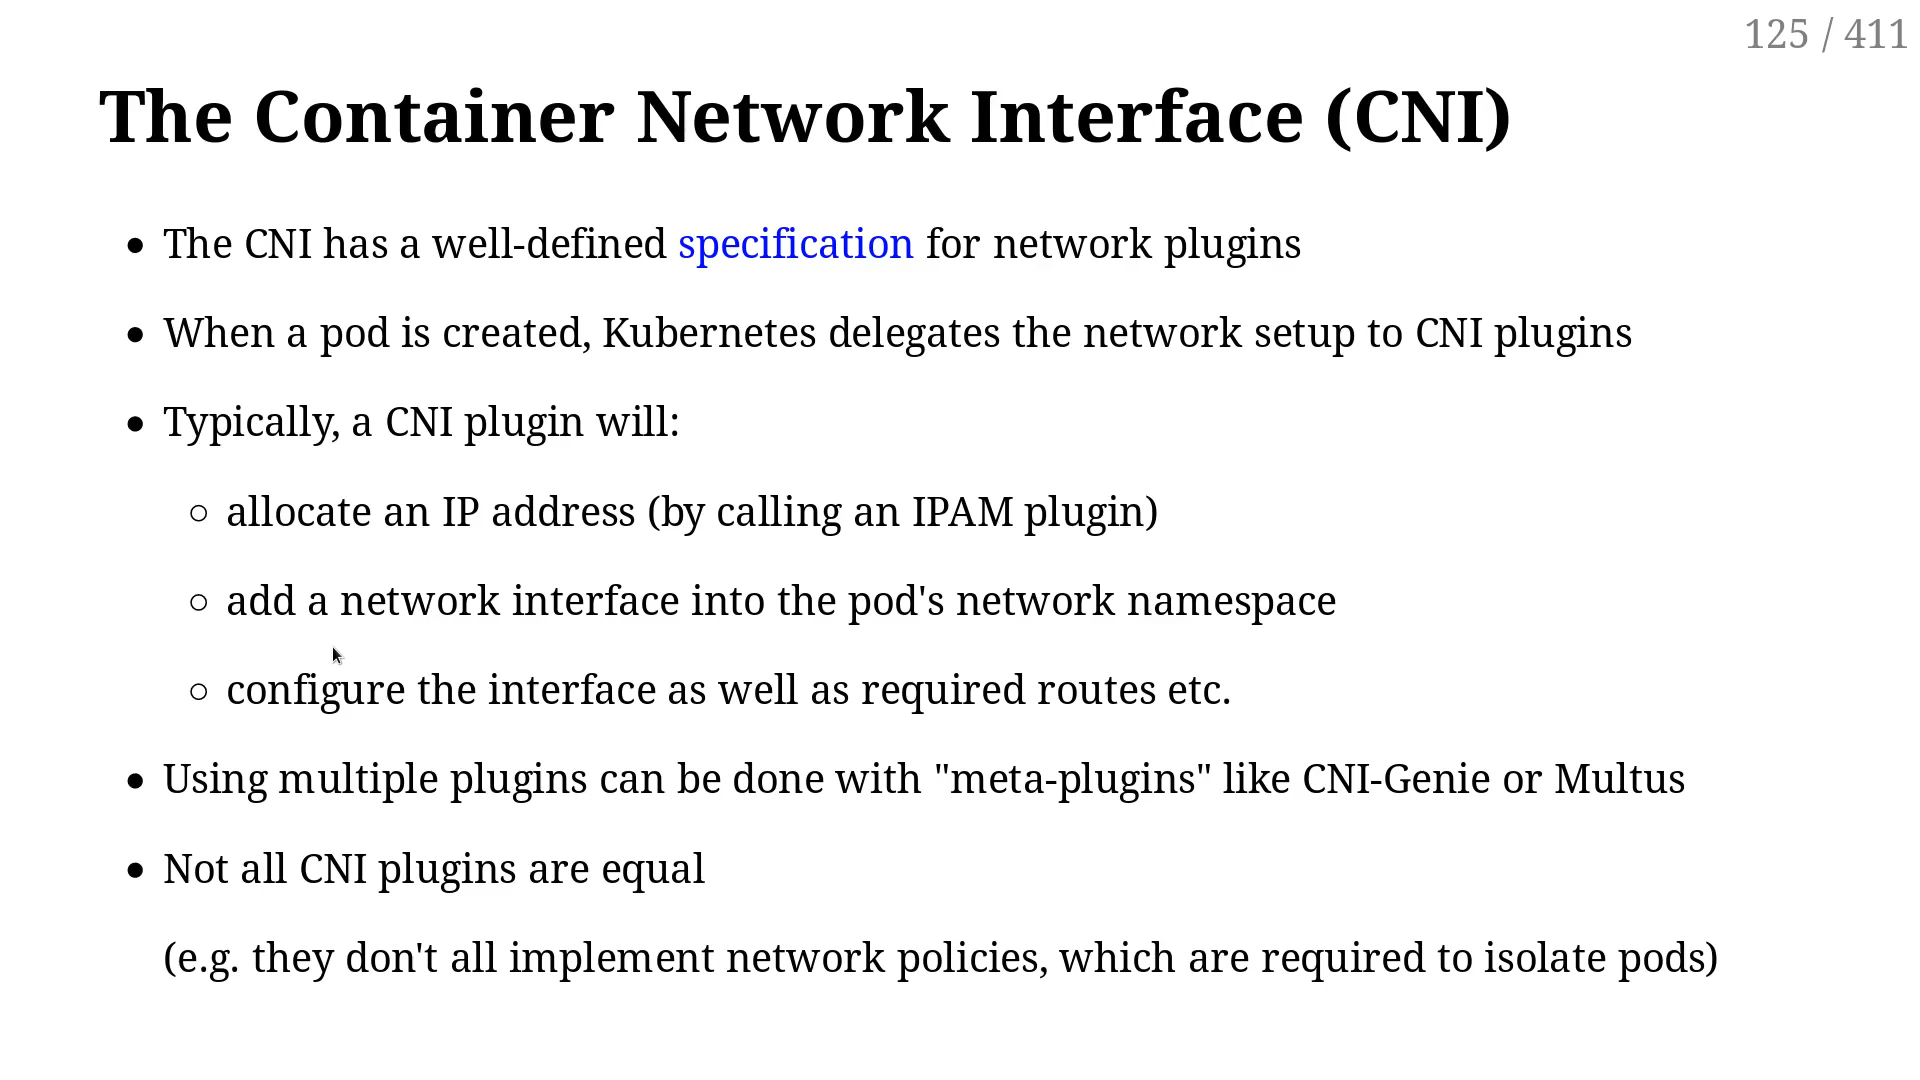 125 / 411
The Container Network Interface (CNI)
• The CNI has a well-defined specification for network plugins
• When a pod is created, Kubernetes delegates the network setup to CNI plugins
• Typically, a CNI plugin will:
○ allocate an IP address (by calling an IPAM plugin)
○ add a network interface into the pod's network namespace
○ configure the interface as well as required routes etc.
• Using multiple plugins can be done with "meta-plugins" like CNI-Genie or Multus
• Not all CNI plugins are equal
(e.g. they don't all implement network policies, which are required to isolate pods)